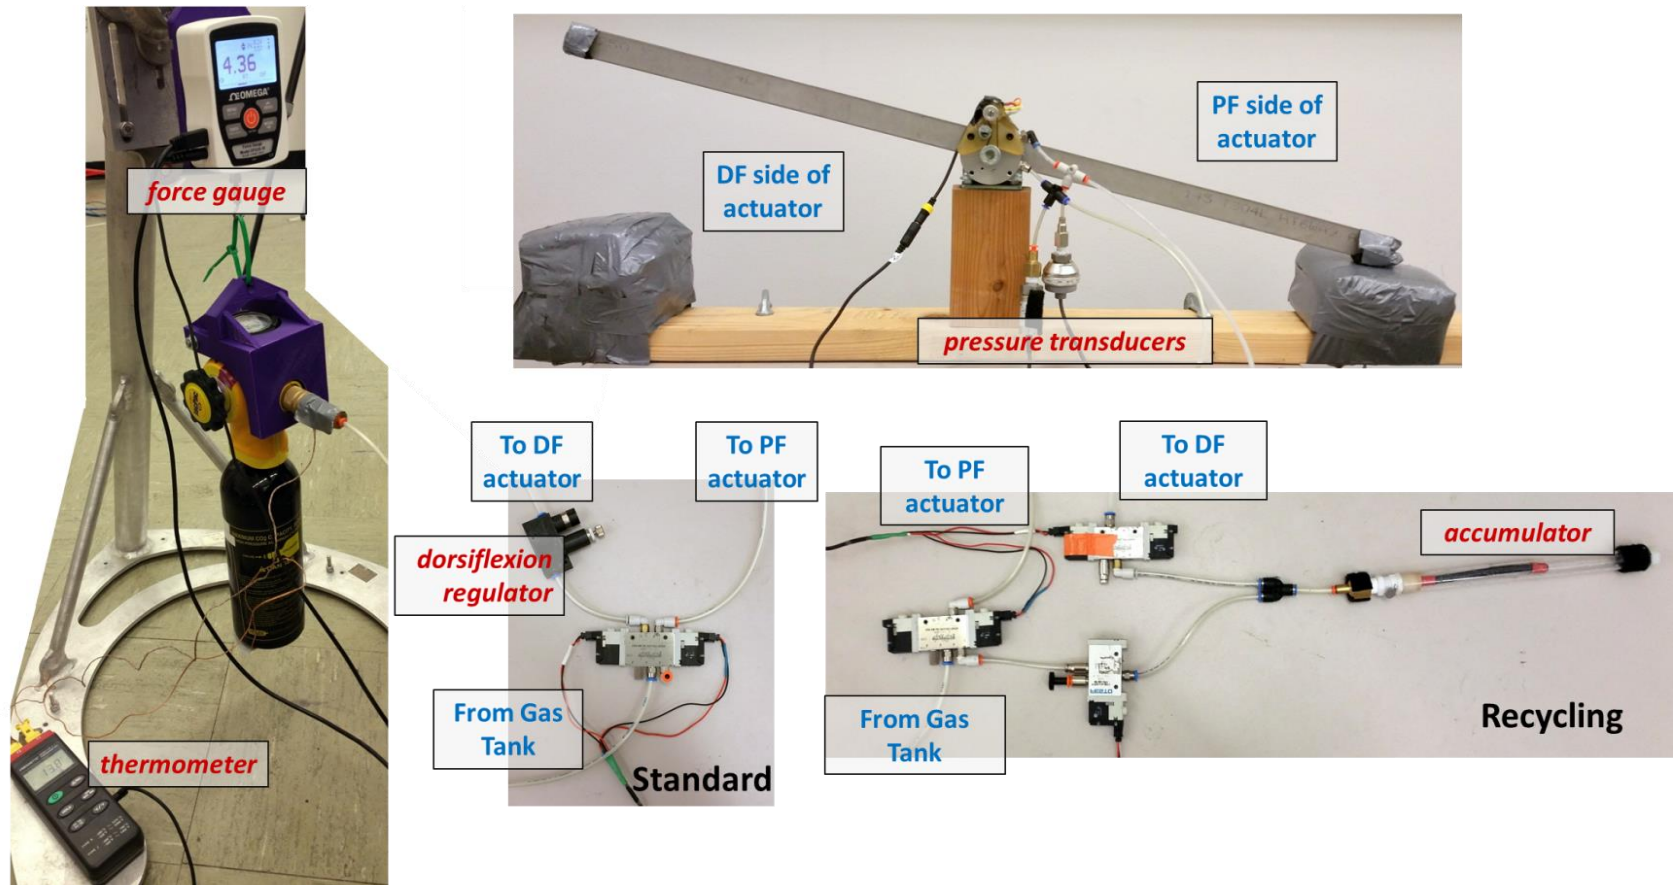 4.36
OMEGA
force gauge
thermometer
DF side of
actuator
PF side of
actuator
pressure transducers
To DF
actuator
To PF
actuator
dorsiflexion
regulator
From Gas
Tank
Standard
To PF
actuator
To DF
actuator
accumulator
From Gas
Tank
Recycling